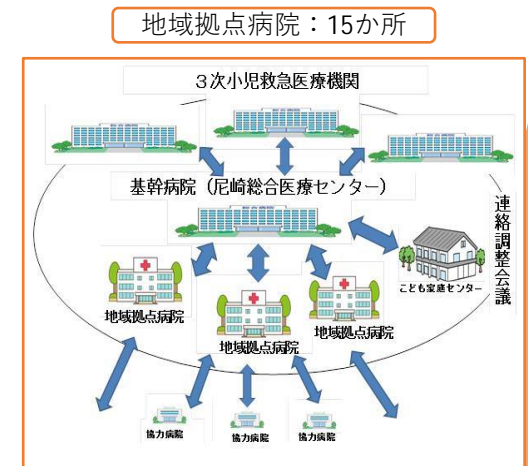 地域拠点病院：15か所
３次小児救急医療機関
基幹病院（尼崎総合医療センター）
連絡調整会議
こども家庭センター
地域拠点病院
地域拠点病院
地域拠点病院
協力病院
協力病院
協力病院